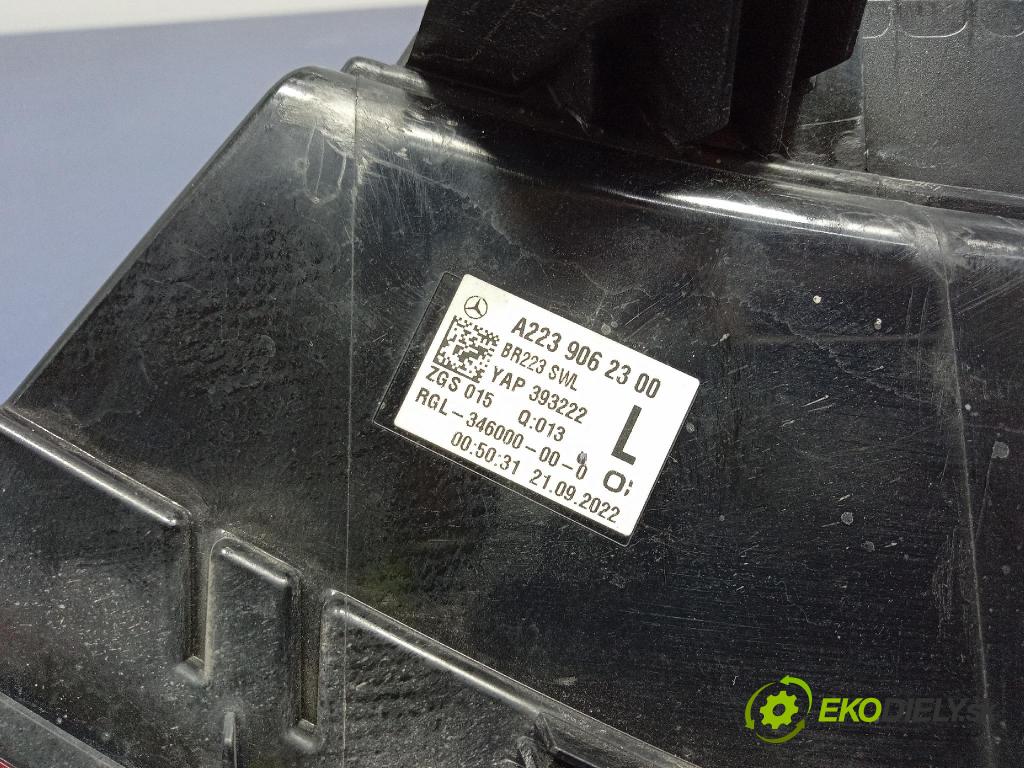 A223 906 23 00
BR223 SWL
YAP 393222
ZGS 015 Q:013
L
RGL-346000-00-0
00:50:31 21.09.2022
EKODIELY.s